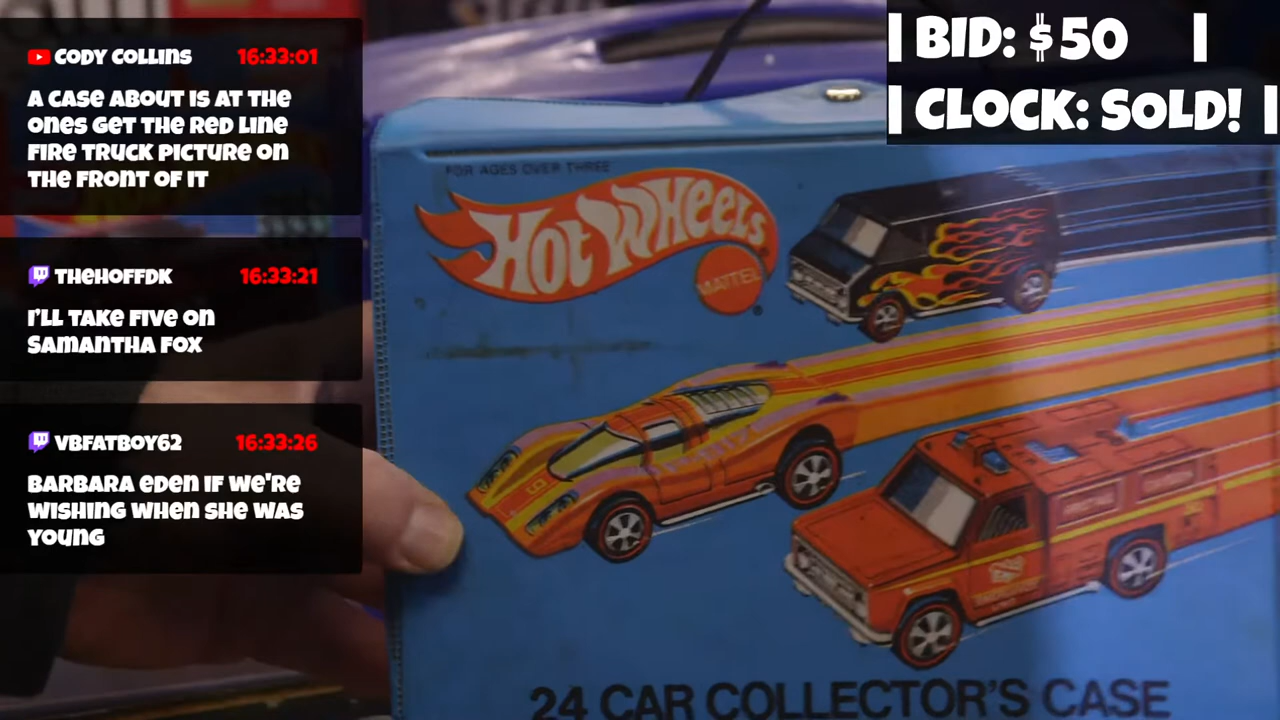 CODY COLLINS 16:33:01
A CASE ABOUT IS AT THE
ONES GET THE RED LINE
FIRE TRUCK PICTURE ON
THE FRONT OF IT
THEHOFFDK 16:33:21
I'LL TAKE FIVE ON
SAMANTHA FOX
VBFATBOY62 16:33:26
BARBARA EDEN IF WE'RE
WISHING WHEN SHE WAS
YOUNG
| BID: $50 |
| CLOCK: SOLD! |
FOR AGES OVER THREE
HOT WHEELS
MATTEL
24 CAR COLLECTOR'S CASE